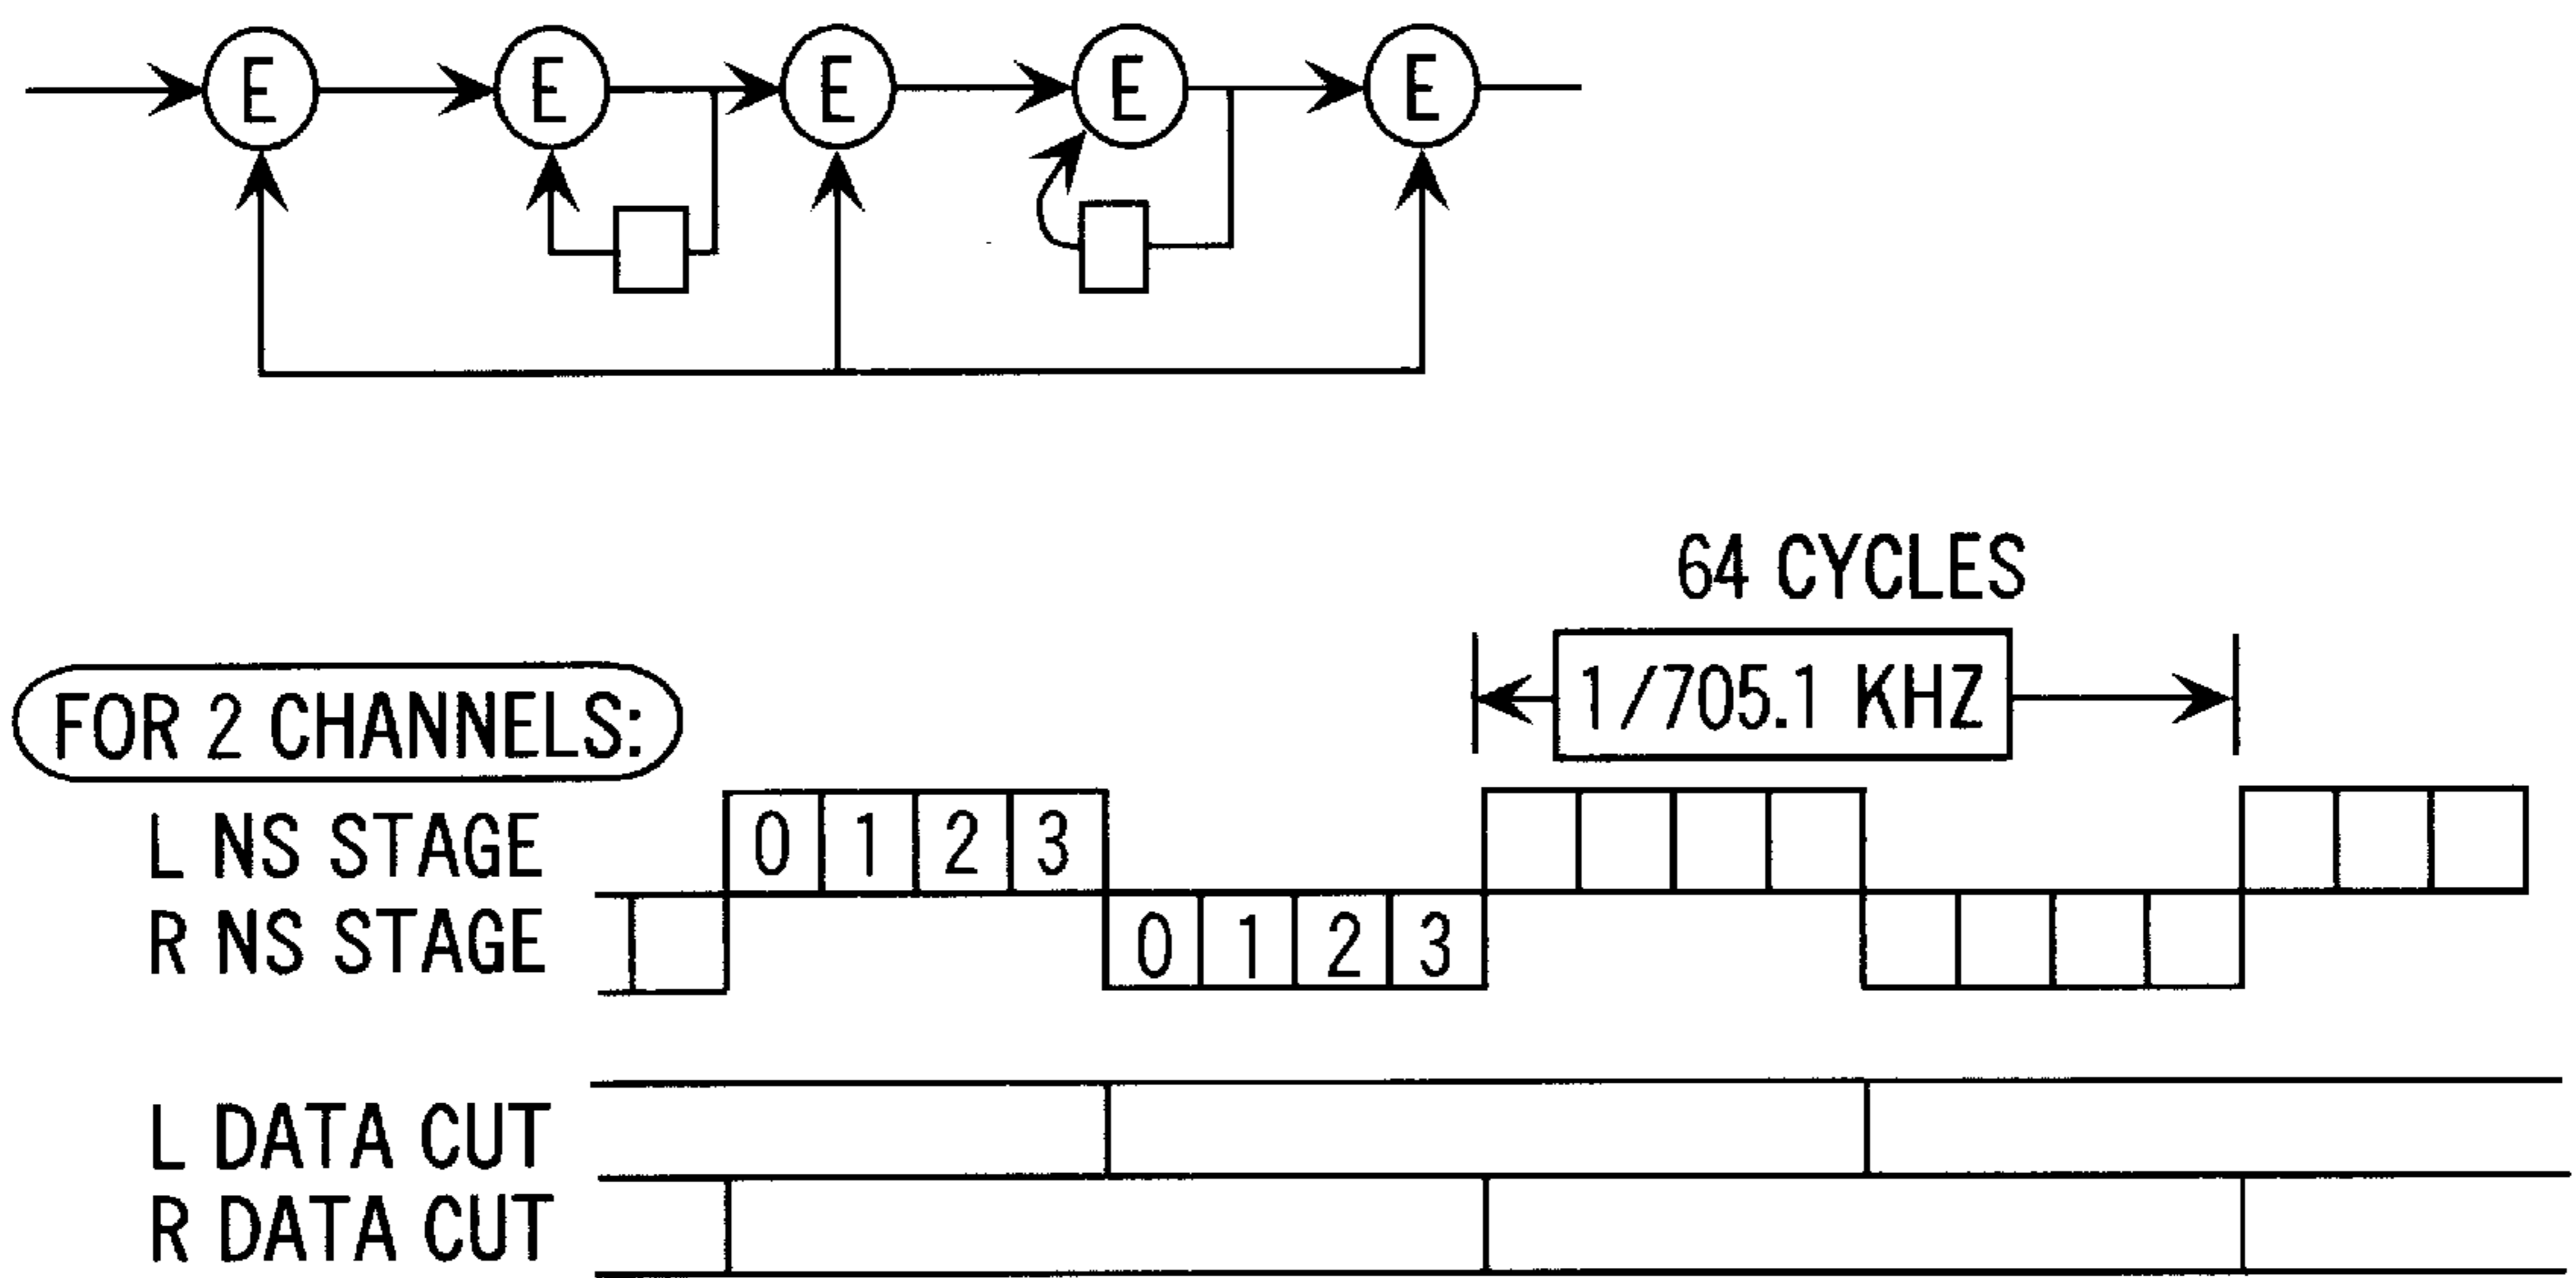 E E E E E
64 CYCLES
1/705.1 KHZ
FOR 2 CHANNELS:
L NS STAGE 0 1 2 3
R NS STAGE 0 1 2 3
L DATA CUT
R DATA CUT